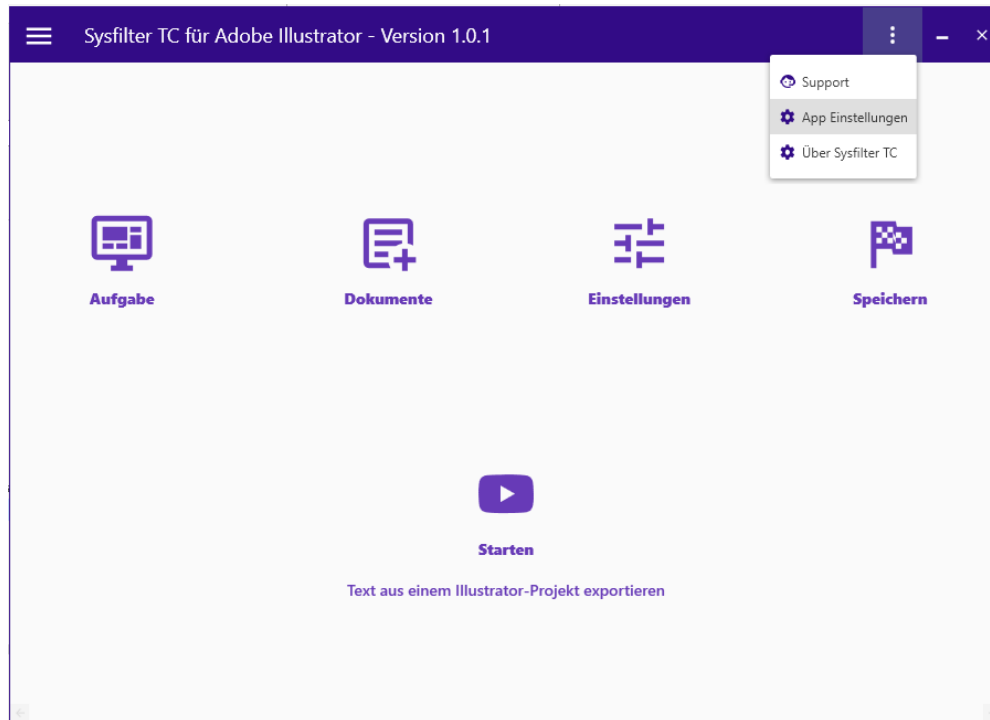 Sysfilter TC für Adobe Illustrator - Version 1.0.1
Support
App Einstellungen
Über Sysfilter TC
Aufgabe
Dokumente
Einstellungen
Speichern
Starten
Text aus einem Illustrator-Projekt exportieren